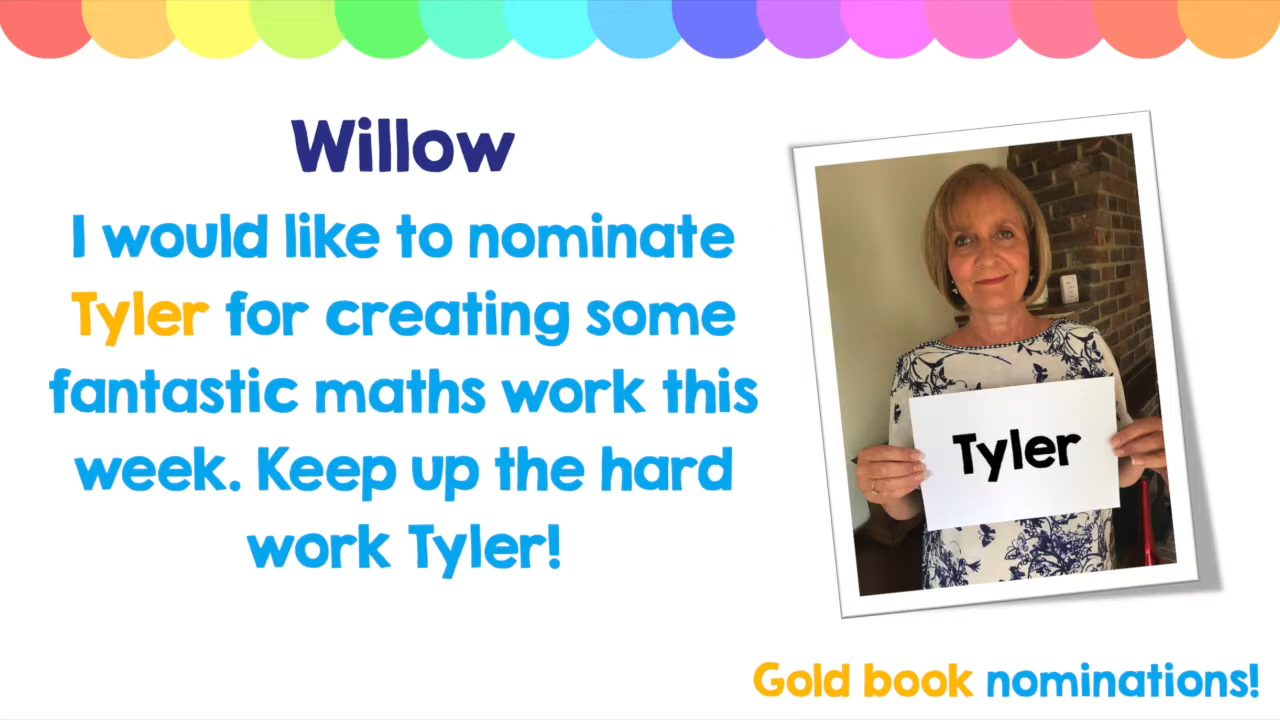 Willow
I would like to nominate
Tyler for creating some
fantastic maths work this
week. Keep up the hard
work Tyler!
Tyler
Gold book nominations!